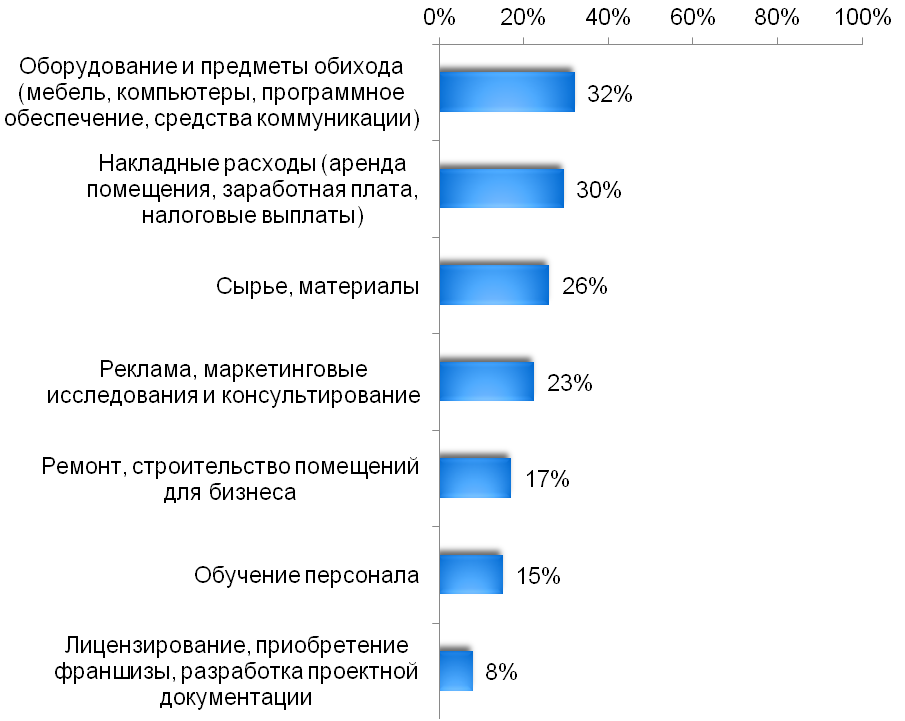 0% 20% 40% 60% 80% 100%
Оборудование и предметы обихода
(мебель, компьютеры, программное
обеспечение, средства коммуникации)
32%
Накладные расходы (аренда
помещения, заработная плата,
налоговые выплаты)
30%
Сырье, материалы
26%
Реклама, маркетинговые
исследования и консультирование
23%
Ремонт, строительство помещений
для бизнеса
17%
Обучение персонала
15%
Лицензирование, приобретение
франшизы, разработка проектной
документации
8%